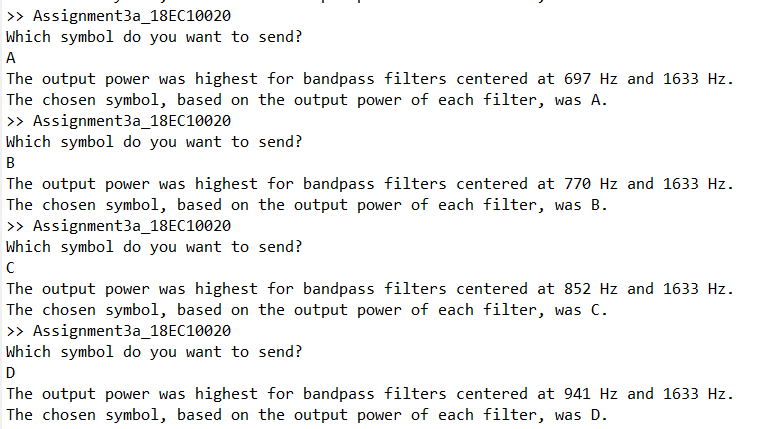 >> Assignment3a_18EC10020
Which symbol do you want to send?
A
The output power was highest for bandpass filters centered at 697 Hz and 1633 Hz.
The chosen symbol, based on the output power of each filter, was A.
>> Assignment3a_18EC10020
Which symbol do you want to send?
B
The output power was highest for bandpass filters centered at 770 Hz and 1633 Hz.
The chosen symbol, based on the output power of each filter, was B.
>> Assignment3a_18EC10020
Which symbol do you want to send?
C
The output power was highest for bandpass filters centered at 852 Hz and 1633 Hz.
The chosen symbol, based on the output power of each filter, was C.
>> Assignment3a_18EC10020
Which symbol do you want to send?
D
The output power was highest for bandpass filters centered at 941 Hz and 1633 Hz.
The chosen symbol, based on the output power of each filter, was D.